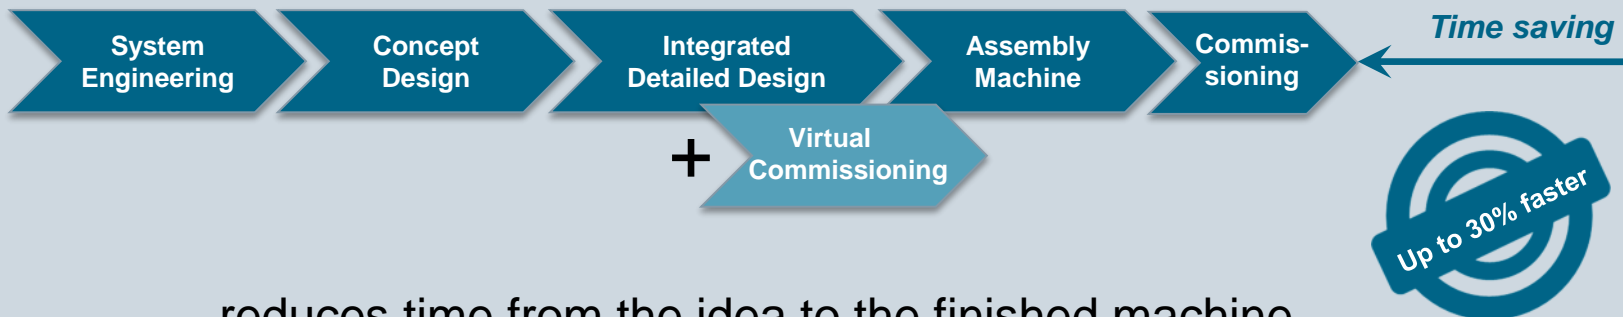 System
Engineering
Concept
Design
Integrated
Detailed Design
Assembly
Machine
Commis-
sioning
Time saving
+
Virtual
Commissioning
Up to 30% faster
reduces time from the idea to the finished machine